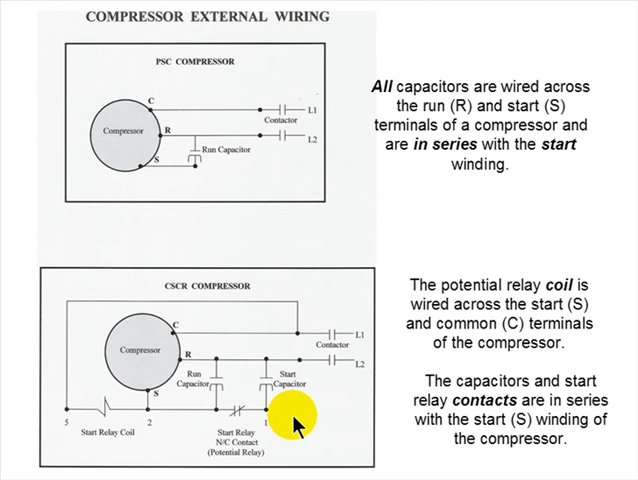 COMPRESSOR EXTERNAL WIRING
PSC COMPRESSOR
C
L1
Contactor
Compressor
R
L2
Run Capacitor
S
All capacitors are wired across
the run (R) and start (S)
terminals of a compressor and
are in series with the start
winding.
CSCR COMPRESSOR
C
L1
Contactor
Compressor
R
L2
Run
Capacitor
Start
Capacitor
S
5
2
1
Start Relay Coil
Start Relay
N/C Contact
(Potential Relay)
The potential relay coil is
wired across the start (S)
and common (C) terminals
of the compressor.
The capacitors and start
relay contacts are in series
with the start (S) winding of
the compressor.